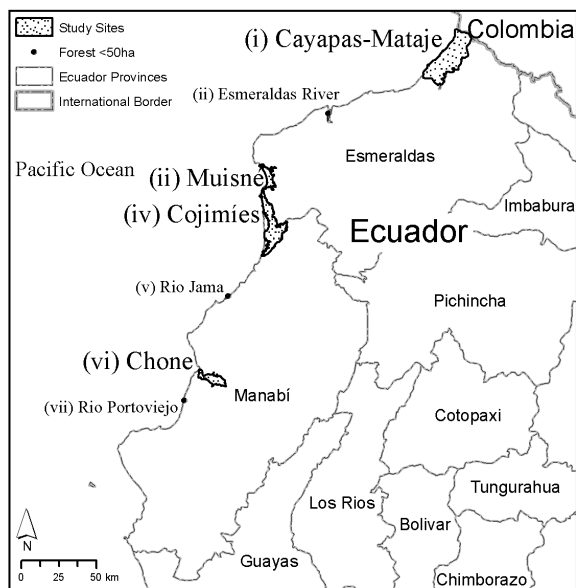 Study Sites
Forest <50ha
Ecuador Provinces
International Border
(i) Cayapas-Mataje
Colombia
(ii) Esmeraldas River
Esmeraldas
Pacific Ocean
(ii) Muisne
Imbabura
(iv) Cojimíes
Ecuador
(v) Rio Jama
Pichincha
(vi) Chone
Manabí
(vii) Rio Portoviejo
Cotopaxi
Los Rios
Tungurahua
Bolivar
Guayas
Chimborazo
N
0 25 50 km